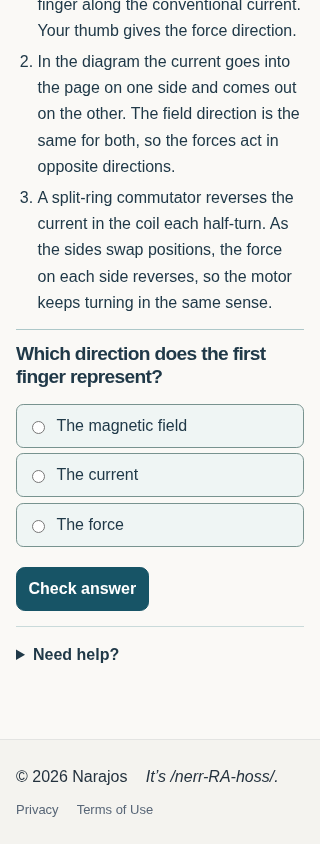 finger along the conventional current.
Your thumb gives the force direction.
2. In the diagram the current goes into
the page on one side and comes out
on the other. The field direction is the
same for both, so the forces act in
opposite directions.
3. A split-ring commutator reverses the
current in the coil each half-turn. As
the sides swap positions, the force
on each side reverses, so the motor
keeps turning in the same sense.
Which direction does the first
finger represent?
The magnetic field
The current
The force
Check answer
Need help?
© 2026 Narajos It’s /nerr-RA-hoss/.
Privacy Terms of Use